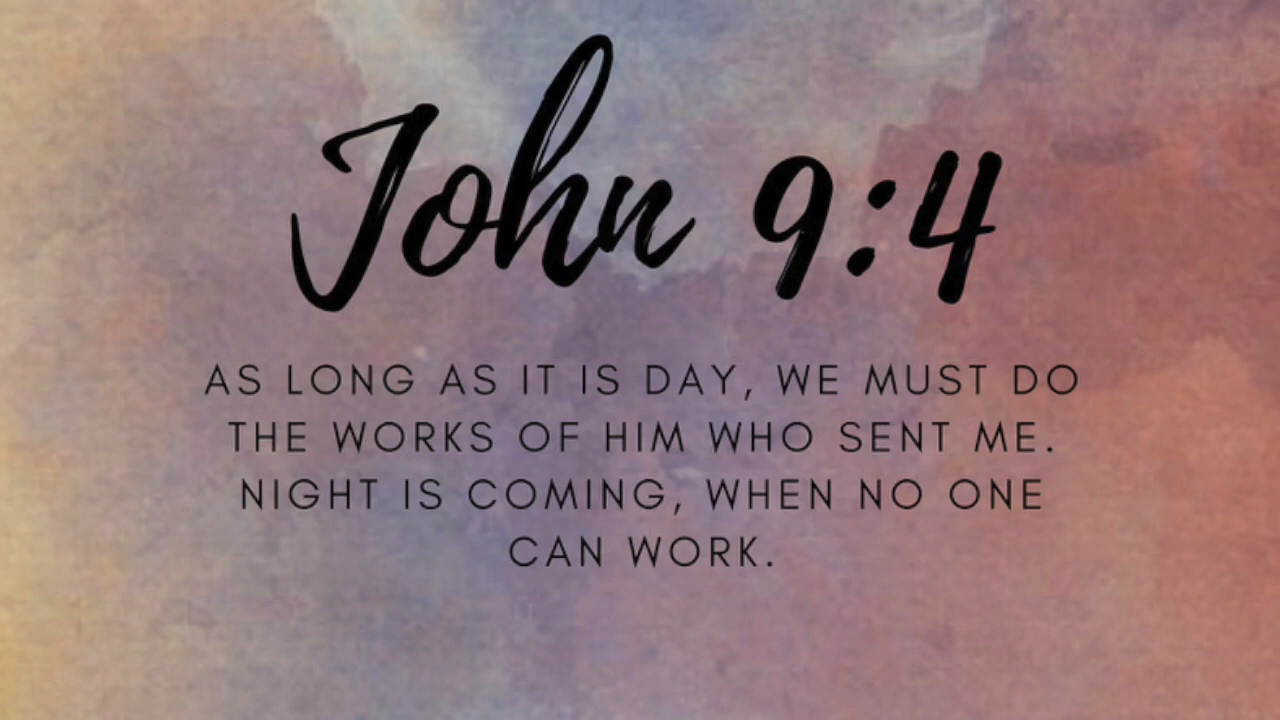 John 9:4
AS LONG AS IT IS DAY, WE MUST DO
THE WORKS OF HIM WHO SENT ME.
NIGHT IS COMING, WHEN NO ONE
CAN WORK.